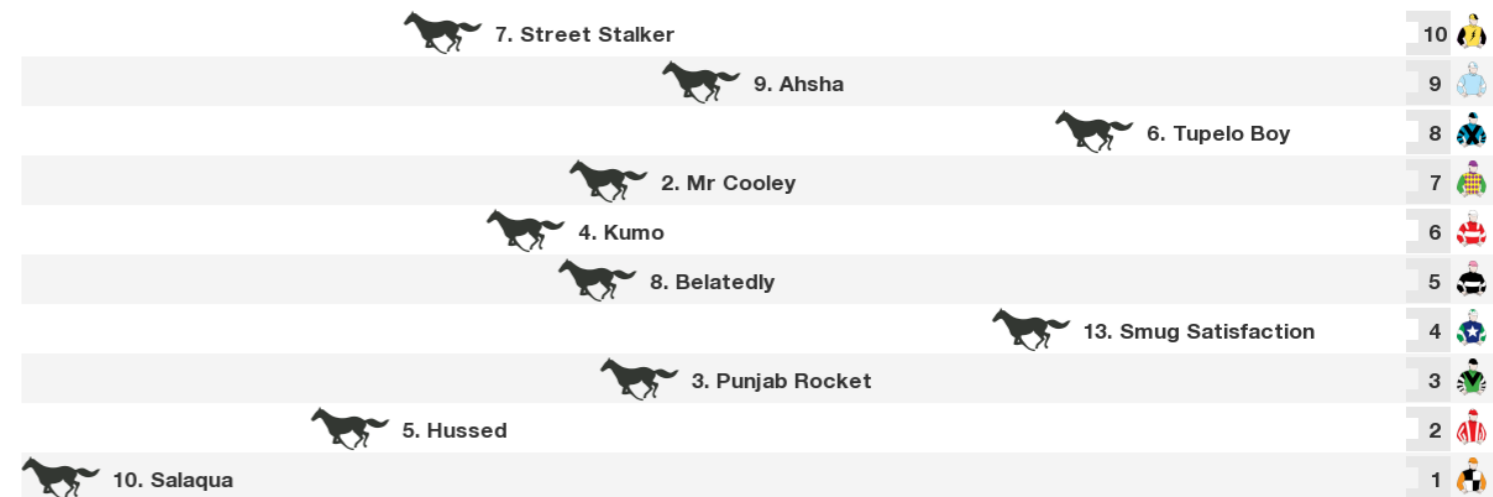 7. Street Stalker 10
9. Ahsha 9
6. Tupelo Boy 8
2. Mr Cooley 7
4. Kumo 6
8. Belatedly 5
13. Smug Satisfaction 4
3. Punjab Rocket 3
5. Hussed 2
10. Salaqua 1